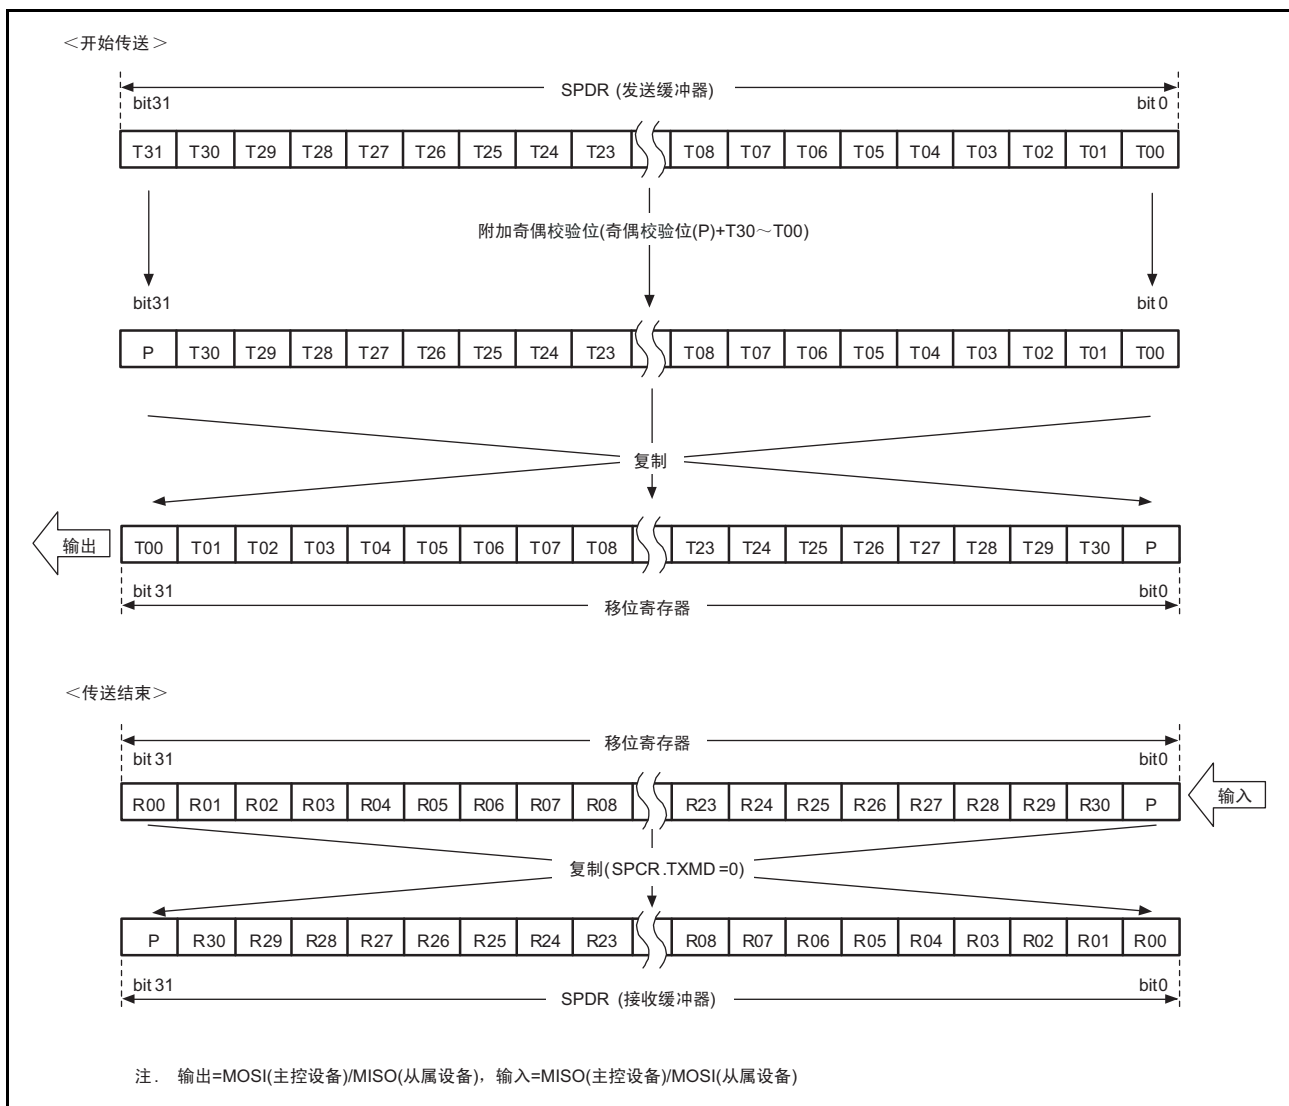 ＜开始传送＞
SPDR (发送缓冲器)
bit31 bit 0
T31 T30 T29 T28 T27 T26 T25 T24 T23 T08 T07 T06 T05 T04 T03 T02 T01 T00
附加奇偶校验位(奇偶校验位(P)+T30～T00)
bit31 bit 0
P T30 T29 T28 T27 T26 T25 T24 T23 T08 T07 T06 T05 T04 T03 T02 T01 T00
复制
输出 T00 T01 T02 T03 T04 T05 T06 T07 T08 T23 T24 T25 T26 T27 T28 T29 T30 P
bit 31 bit0
移位寄存器
＜传送结束＞
移位寄存器
bit 31 bit0
R00 R01 R02 R03 R04 R05 R06 R07 R08 R23 R24 R25 R26 R27 R28 R29 R30 P 输入
复制(SPCR.TXMD=0)
P R30 R29 R28 R27 R26 R25 R24 R23 R08 R07 R06 R05 R04 R03 R02 R01 R00
bit 31 bit0
SPDR (接收缓冲器)
注. 输出=MOSI(主控设备)/MISO(从属设备)，输入=MISO(主控设备)/MOSI(从属设备)